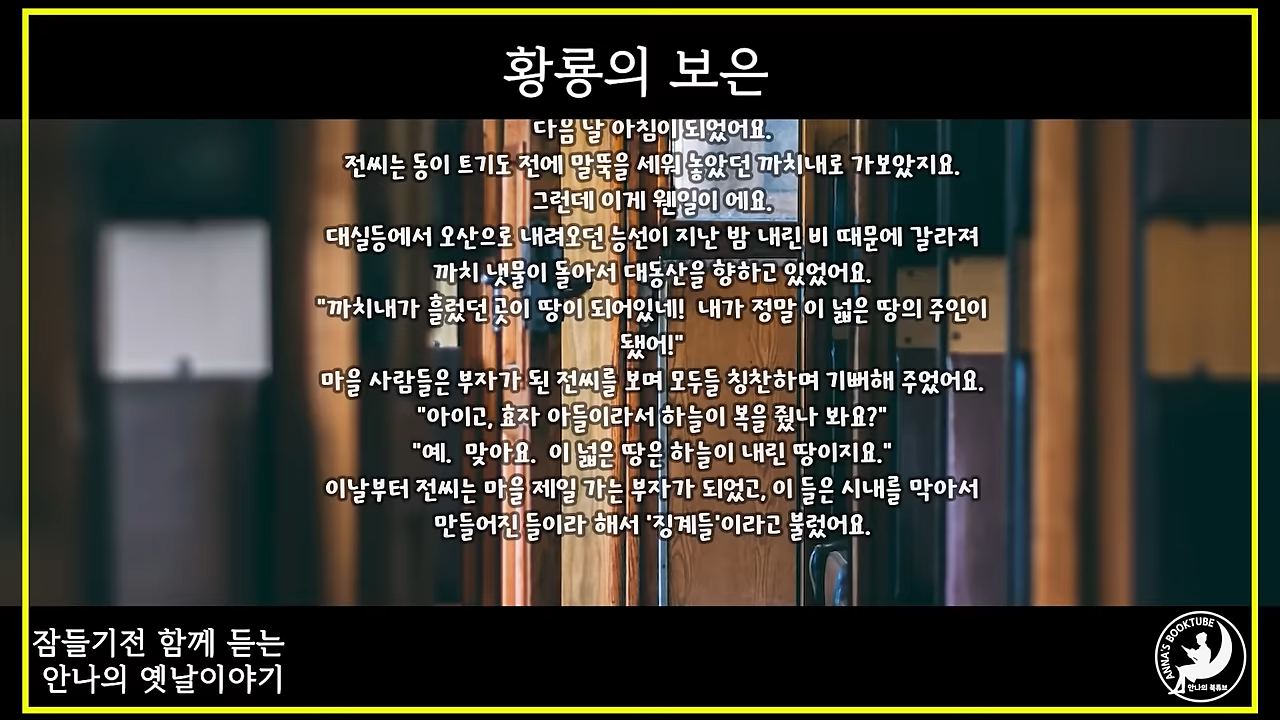 황룡의 보은
다음 날 아침이 되었어요.
전씨는 동이 트기도 전에 말뚝을 세워 놓았던 까치내로 가보았지요.
그런데 이게 웬일이 에요.
대실등에서 오산으로 내려오던 능선이 지난 밤 내린 비 때문에 갈라져
까치 냇물이 돌아서 대동산을 향하고 있었어요.
"까치내가 흘렀던 곳이 땅이 되어있네!  내가 정말 이 넓은 땅의 주인이
됐어!"
마을 사람들은 부자가 된 전씨를 보며 모두들 칭찬하며 기뻐해 주었어요.
"아이고, 효자 아들이라서 하늘이 복을 줬나 봐요?"
"예.  맞아요.  이 넓은 땅은 하늘이 내린 땅이지요."
이날부터 전씨는 마을 제일 가는 부자가 되었고, 이 들은 시내를 막아서
만들어진 들이라 해서 '징계들'이라고 불렀어요.
잠들기전 함께 듣는
안나의 옛날이야기
ANNA'S BOOKTUBE
안나의 북튜브